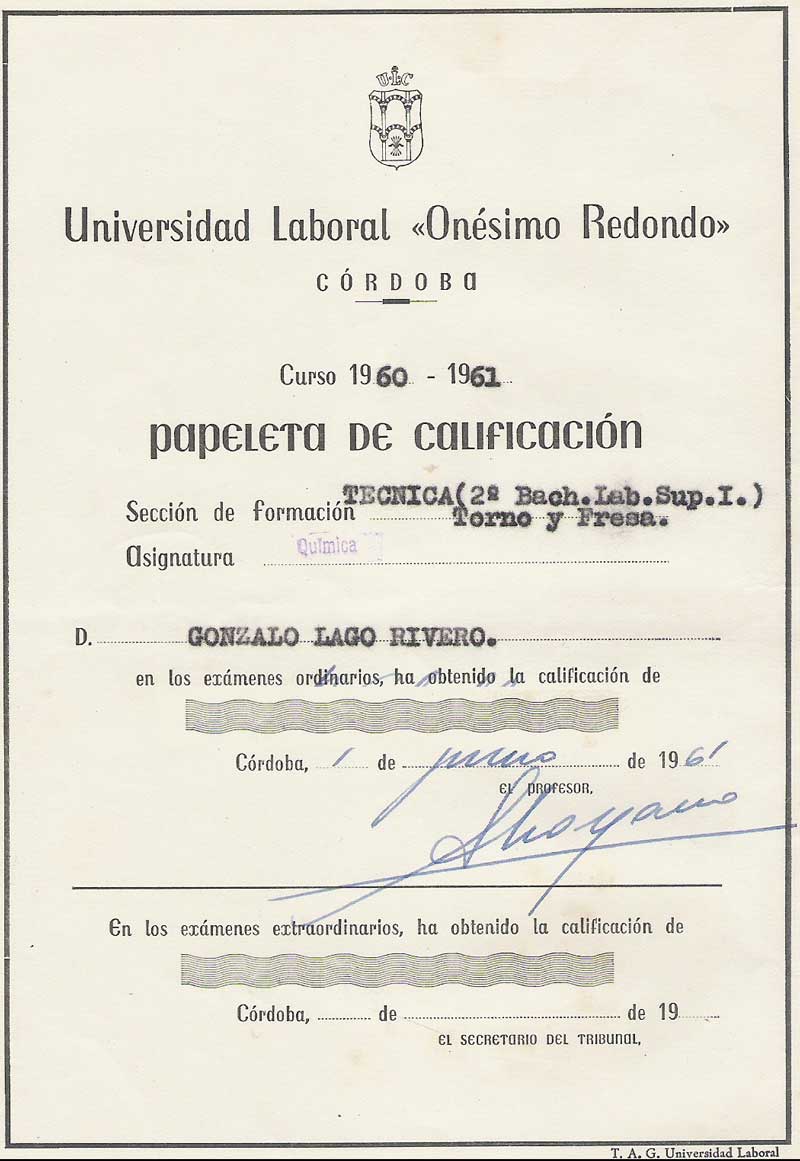 U.L.C
Universidad Laboral «Onésimo Redondo»
CÓRDOBA
Curso 1960 - 1961
PAPELETA DE CALIFICACIÓN
Sección de formación TECNICA(2ª Bach.Lab.Sup.I.)
Torno y Fresa.
Asignatura Química
D. GONZALO LAGO RIVERO.
en los exámenes ordinarios, ha obtenido la calificación de
Córdoba, 1 de junio de 1961
EL PROFESOR,
En los exámenes extraordinarios, ha obtenido la calificación de
Córdoba, de de 19
EL SECRETARIO DEL TRIBUNAL,
T. A. G. Universidad Laboral